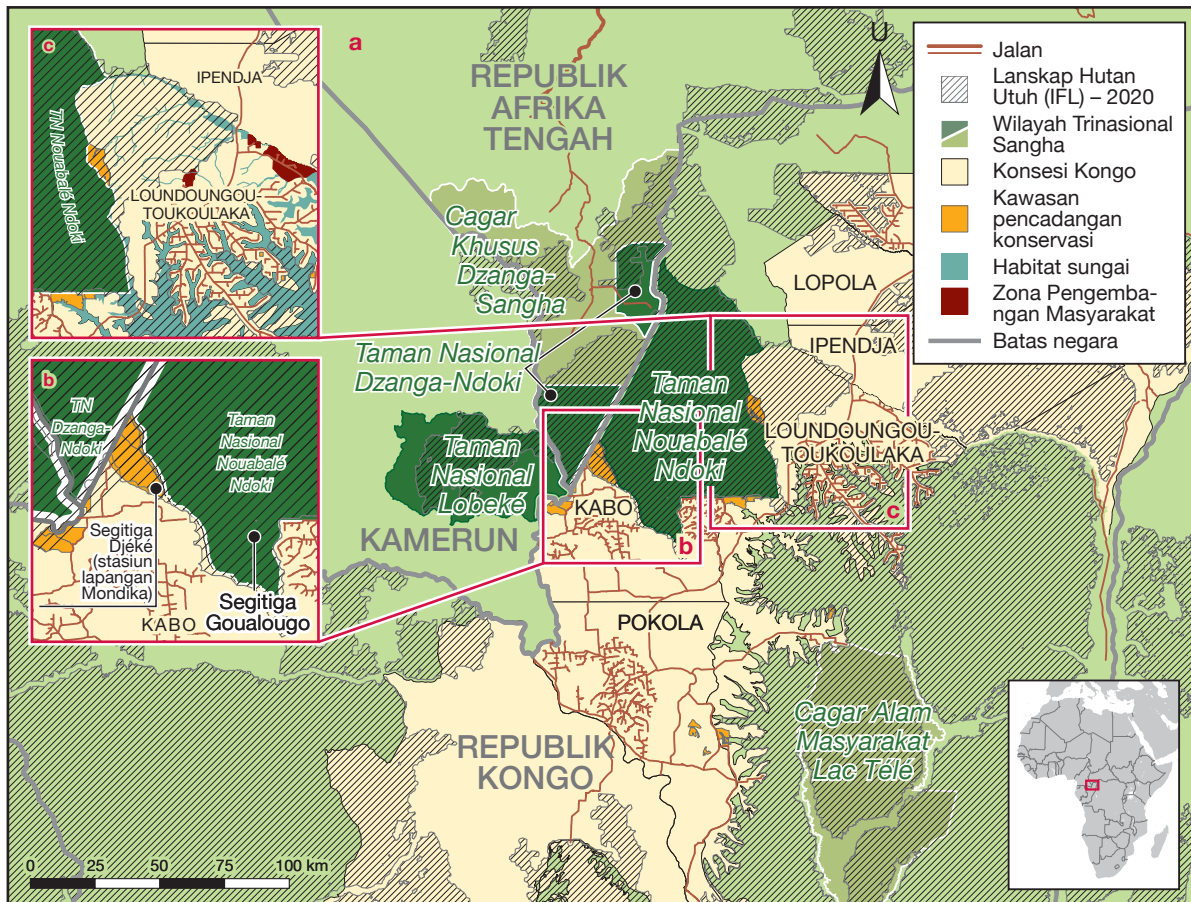 a
U
REPUBLIK
AFRIKA
TENGAH
Cagar
Khusus
Dzanga-
Sangha
Taman Nasional
Dzanga-Ndoki
Taman
Nasional
Lobeké
KAMERUN
Taman
Nasional
Nouabalé
Ndoki
LOPOLA
IPENDJA
LOUNDOUNGOU-
TOUKOULAKA
c
KABO
b
POKOLA
REPUBLIK
KONGO
Cagar Alam
Masyarakat
Lac Télé
0 25 50 75 100 km
c
IPENDJA
TN Nouabalé Ndoki
LOUNDOUNGOU-
TOUKOULAKA
b
TN
Dzanga-
Ndoki
Taman
Nasional
Nouabalé
Ndoki
Segitiga
Djéké
(stasiun
lapangan
Mondika)
Segitiga
Goualougo
KABO
Jalan
Lanskap Hutan
Utuh (IFL) – 2020
Wilayah Trinasional
Sangha
Konsesi Kongo
Kawasan
pencadangan
konservasi
Habitat sungai
Zona Pengemba-
ngan Masyarakat
Batas negara